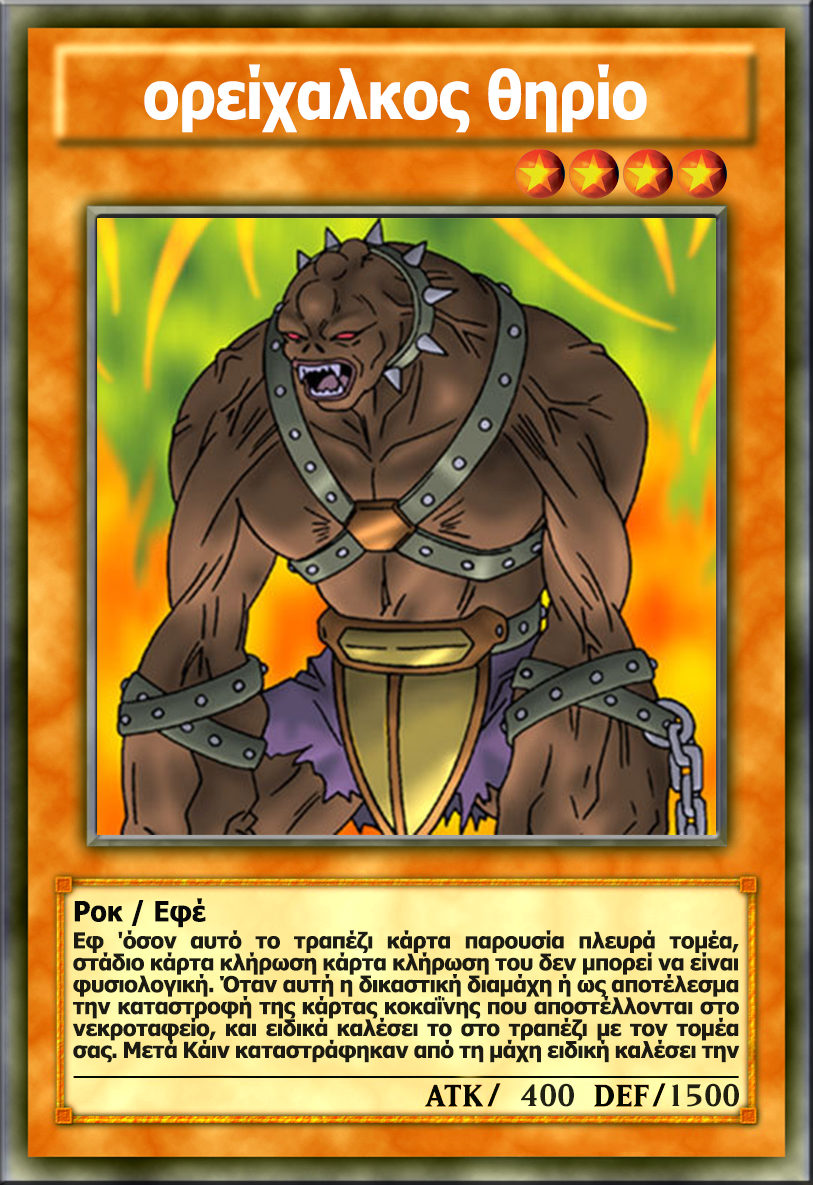 ορείχαλκος θηρίο
Ροκ / Εφέ
Εφ 'όσον αυτό το τραπέζι κάρτα παρουσία πλευρά τομέα,
στάδιο κάρτα κλήρωση κάρτα κλήρωση του δεν μπορεί να είναι
φυσιολογική. Όταν αυτή η δικαστική διαμάχη ή ως αποτέλεσμα
την καταστροφή της κάρτας κοκαΐνης που αποστέλλονται στο
νεκροταφείο, και ειδικά καλέσει το στο τραπέζι με τον τομέα
σας. Μετά Κάιν καταστράφηκαν από τη μάχη ειδική καλέσει την
ATK/ 400 DEF/1500